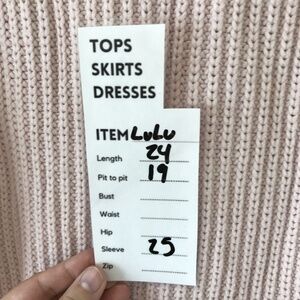 TOPS
SKIRTS
DRESSES
ITEM LuLu
Length 24
Pit to pit 19
Bust
Waist
Hip
Sleeve 25
Zip